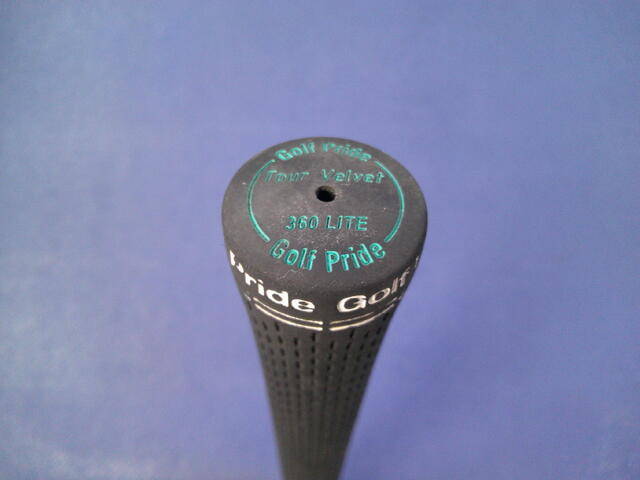 Golf Pride
Tour Velvet
360 LITE
Golf Pride
Pride Golf